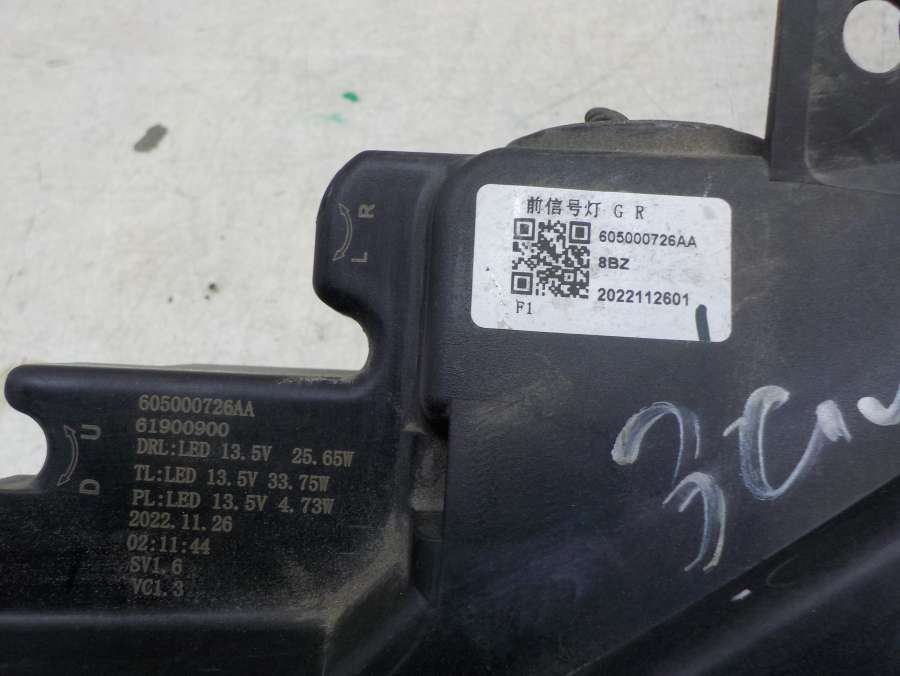 前信号灯 G R
605000726AA
8BZ
2022112601
F1
R
L
U
D
605000726AA
61900900
DRL:LED 13.5V 25.65W
TL:LED 13.5V 33.75W
PL:LED 13.5V 4.73W
2022.11.26
02:11:44
SV1.6
VC1.3